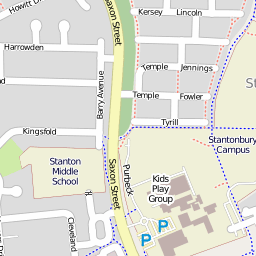 Howitt Drive
Saxon Street
Kersey
Lincoln
Harrowden
Barry Avenue
Kemple
Jennings
Temple
Fowler
Tyrill
Kingsfold
Stantonbury
Campus
Stanton
Middle
School
Saxon Street
Purbeck
Kids
Play
Group
Cleveland
P
P